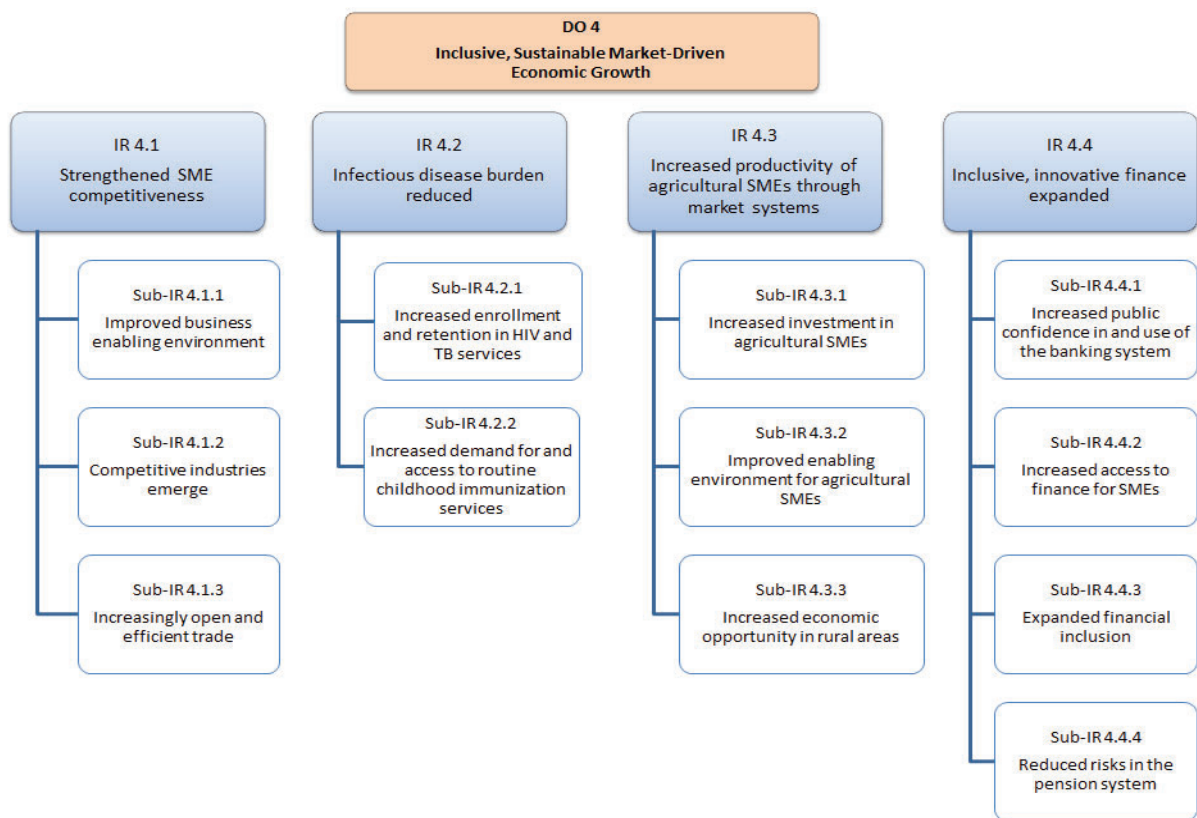 DO 4
Inclusive, Sustainable Market-Driven
Economic Growth
IR 4.1
Strengthened SME
competitiveness
Sub-IR 4.1.1
Improved business
enabling environment
Sub-IR 4.1.2
Competitive industries
emerge
Sub-IR 4.1.3
Increasingly open and
efficient trade
IR 4.2
Infectious disease burden
reduced
Sub-IR 4.2.1
Increased enrollment
and retention in HIV and
TB services
Sub-IR 4.2.2
Increased demand for and
access to routine
childhood immunization
services
IR 4.3
Increased productivity of
agricultural SMEs through
market systems
Sub-IR 4.3.1
Increased investment in
agricultural SMEs
Sub-IR 4.3.2
Improved enabling
environment for agricultural
SMEs
Sub-IR 4.3.3
Increased economic
opportunity in rural areas
IR 4.4
Inclusive, innovative finance
expanded
Sub-IR 4.4.1
Increased public
confidence in and use of
the banking system
Sub-IR 4.4.2
Increased access to
finance for SMEs
Sub-IR 4.4.3
Expanded financial
inclusion
Sub-IR 4.4.4
Reduced risks in the
pension system